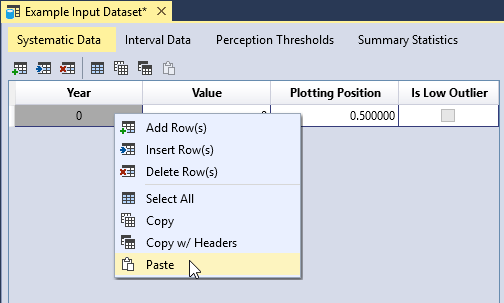 Example Input Dataset*
Systematic Data Interval Data Perception Thresholds Summary Statistics
Year Value Plotting Position Is Low Outlier
0 0 0.500000
Add Row(s)
Insert Row(s)
Delete Row(s)
Select All
Copy
Copy w/ Headers
Paste